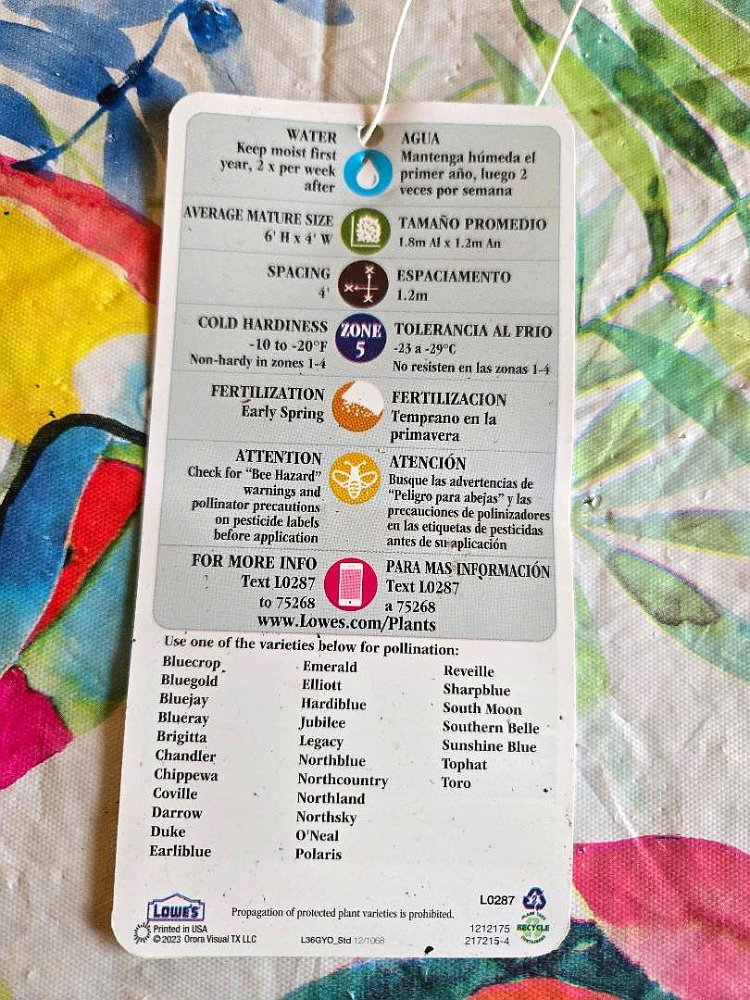 WATER
Keep moist first
year, 2 x per week
after
AGUA
Mantenga húmeda el
primer año, luego 2
veces por semana
AVERAGE MATURE SIZE
6' H x 4' W
TAMAÑO PROMEDIO
1.8m Al x 1.2m An
SPACING
4'
ESPACIAMENTO
1.2m
COLD HARDINESS
-10 to -20°F
Non-hardy in zones 1-4
ZONE
5
TOLERANCIA AL FRIO
-23 a -29°C
No resisten en las zonas 1-4
FERTILIZATION
Early Spring
FERTILIZACION
Temprano en la
primavera
ATTENTION
Check for "Bee Hazard"
warnings and
pollinator precautions
on pesticide labels
before application
ATENCIÓN
Busque las advertencias de
"Peligro para abejas" y las
precauciones de polinizadores
en las etiquetas de pesticidas
antes de su aplicación
FOR MORE INFO
Text L0287
to 75268
PARA MAS INFORMACIÓN
Text L0287
a 75268
www.Lowes.com/Plants
Use one of the varieties below for pollination:
Bluecrop
Bluegold
Bluejay
Blueray
Brigitta
Chandler
Chippewa
Coville
Darrow
Duke
Earliblue
Emerald
Elliott
Hardiblue
Jubilee
Legacy
Northblue
Northcountry
Northland
Northsky
O'Neal
Polaris
Reveille
Sharpblue
South Moon
Southern Belle
Sunshine Blue
Tophat
Toro
LOWE'S
Printed in USA
© 2023 Orora Visual TX LLC
Propagation of protected plant varieties is prohibited.
L36GYD_Std 12/1068
L0287
1212175
217215-4
PLANT TAGS
RECYCLE